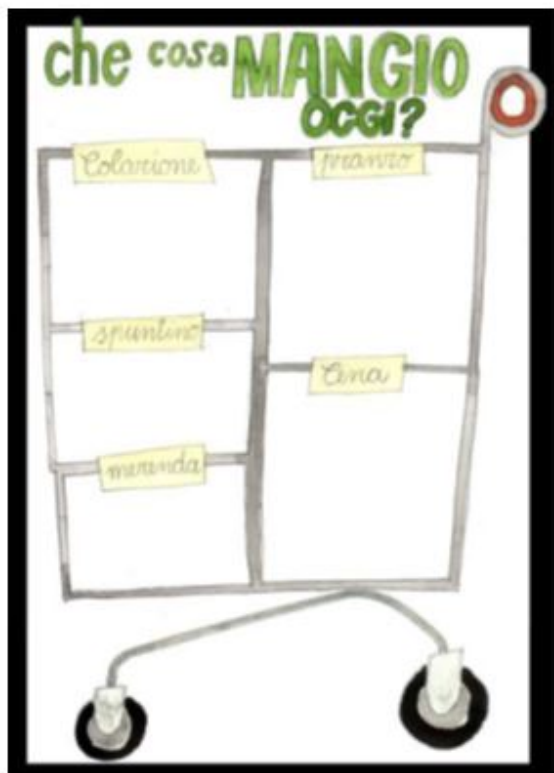 che cosa MANGIO
OGGI?
Colazione
pranzo
spuntino
Cena
merenda